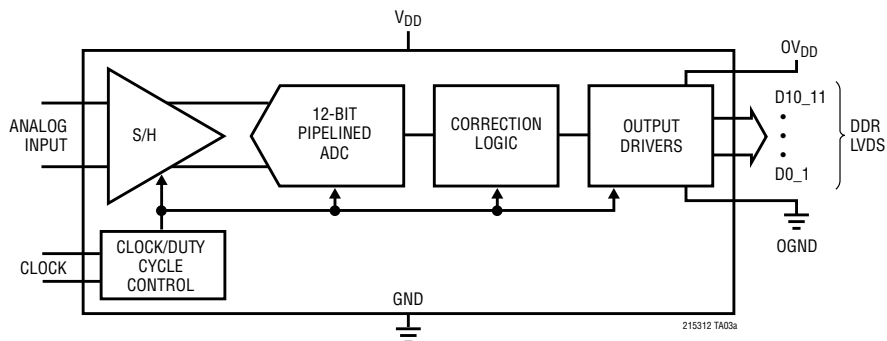 VDD
OVDD
ANALOG
INPUT
S/H
12-BIT
PIPELINED
ADC
CORRECTION
LOGIC
OUTPUT
DRIVERS
D10_11
D0_1
DDR
LVDS
OGND
CLOCK
CLOCK/DUTY
CYCLE
CONTROL
GND
215312 TA03a